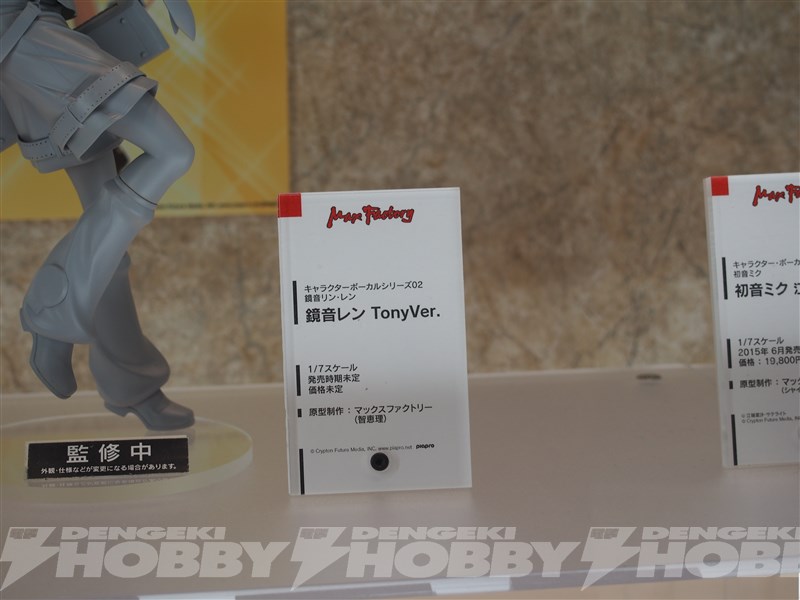 Max Factory
キャラクターボーカルシリーズ02
鏡音リン・レン
鏡音レン TonyVer.
1/7スケール
発売時期未定
価格未定
原型制作：マックスファクトリー
(智恵理)
© Crypton Future Media, INC. www.piapro.net piapro
監修中
外観・仕様などが変更になる場合があります。
Max Fa
キャラクター・ボーカ
初音ミク
初音ミク
1/7スケール
2015年 6月発売
価格：19,800円
原型制作：マック
DENGEKI HOBBY DENGEKI HOBBY DENGEKI HOBBY